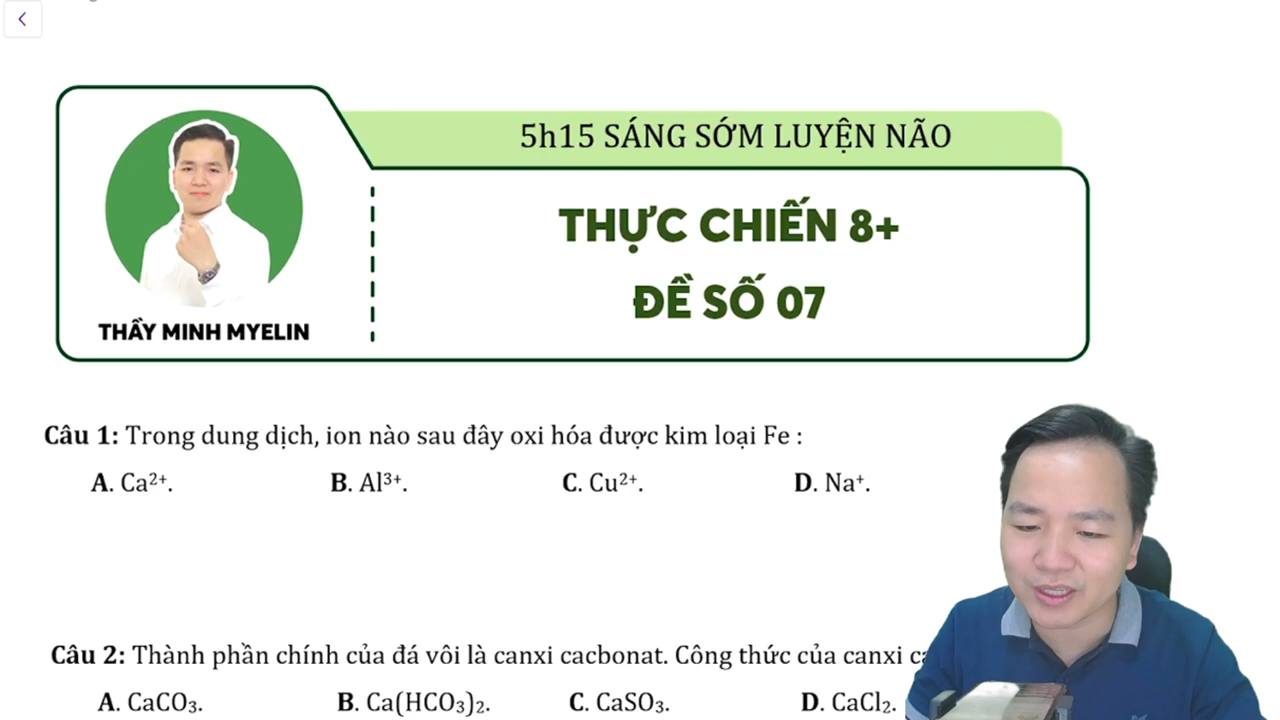 5h15 SÁNG SỚM LUYỆN NÃO
THỰC CHIẾN 8+
ĐỀ SỐ 07
THẦY MINH MYELIN
Câu 1: Trong dung dịch, ion nào sau đây oxi hóa được kim loại Fe :
A. Ca²⁺. B. Al³⁺. C. Cu²⁺. D. Na⁺.
Câu 2: Thành phần chính của đá vôi là canxi cacbonat. Công thức của canxi
A. CaCO₃. B. Ca(HCO₃)₂. C. CaSO₃. D. CaCl₂.